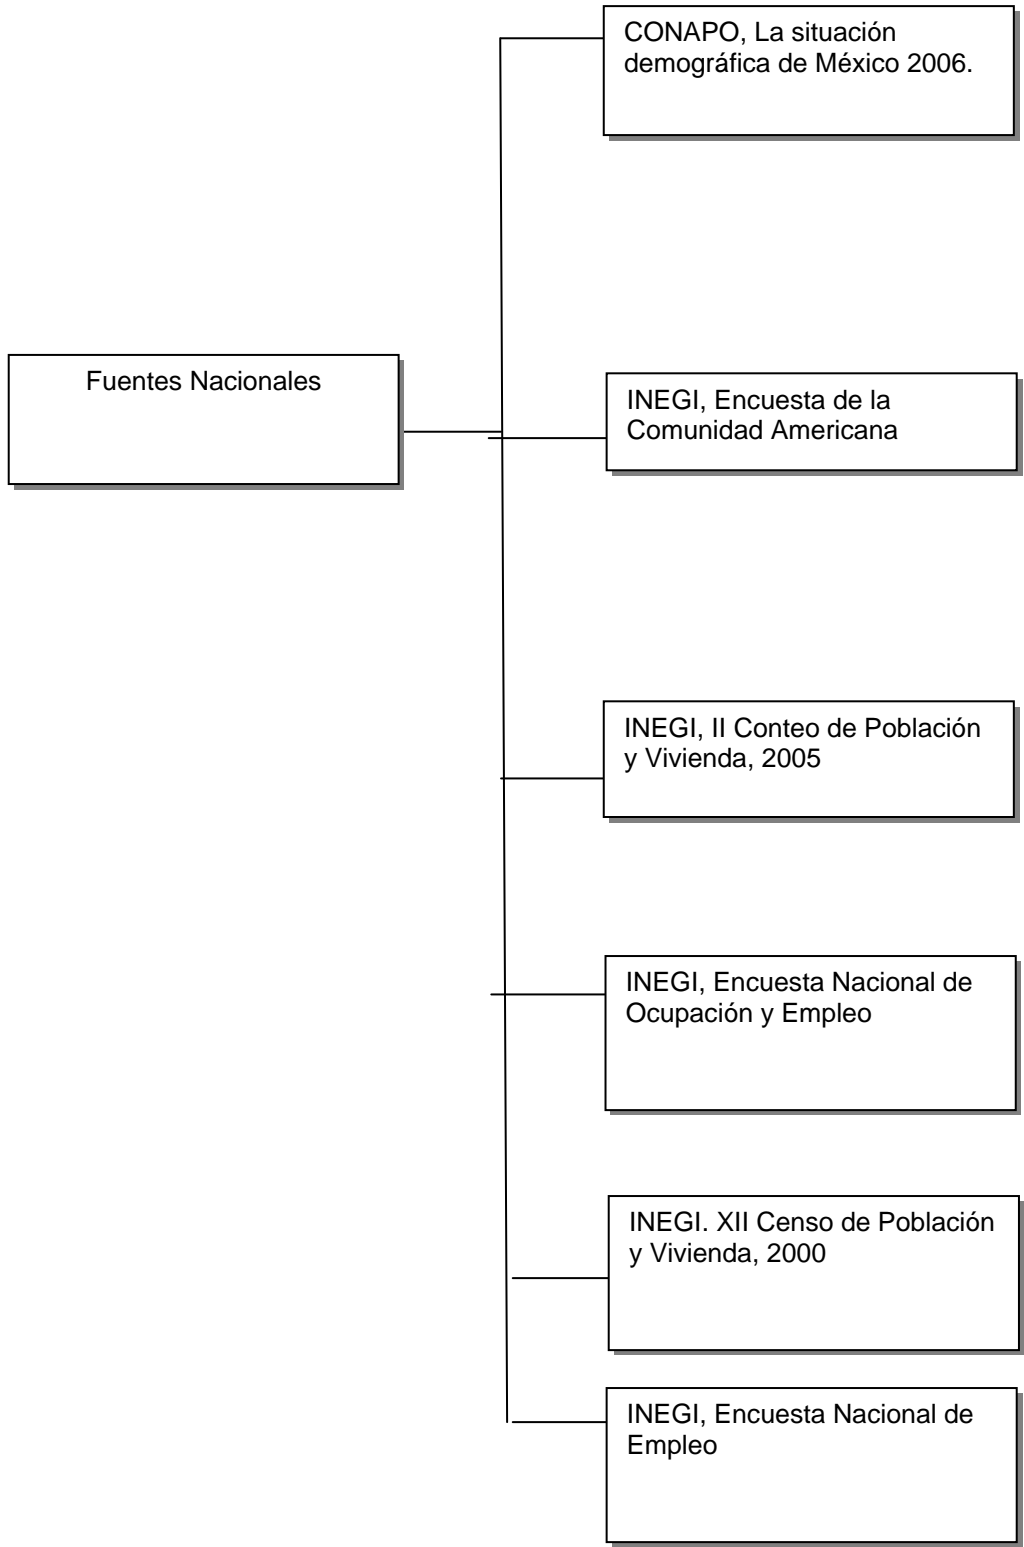 CONAPO, La situación
demográfica de México 2006.
Fuentes Nacionales
INEGI, Encuesta de la
Comunidad Americana
INEGI, II Conteo de Población
y Vivienda, 2005
INEGI, Encuesta Nacional de
Ocupación y Empleo
INEGI. XII Censo de Población
y Vivienda, 2000
INEGI, Encuesta Nacional de
Empleo